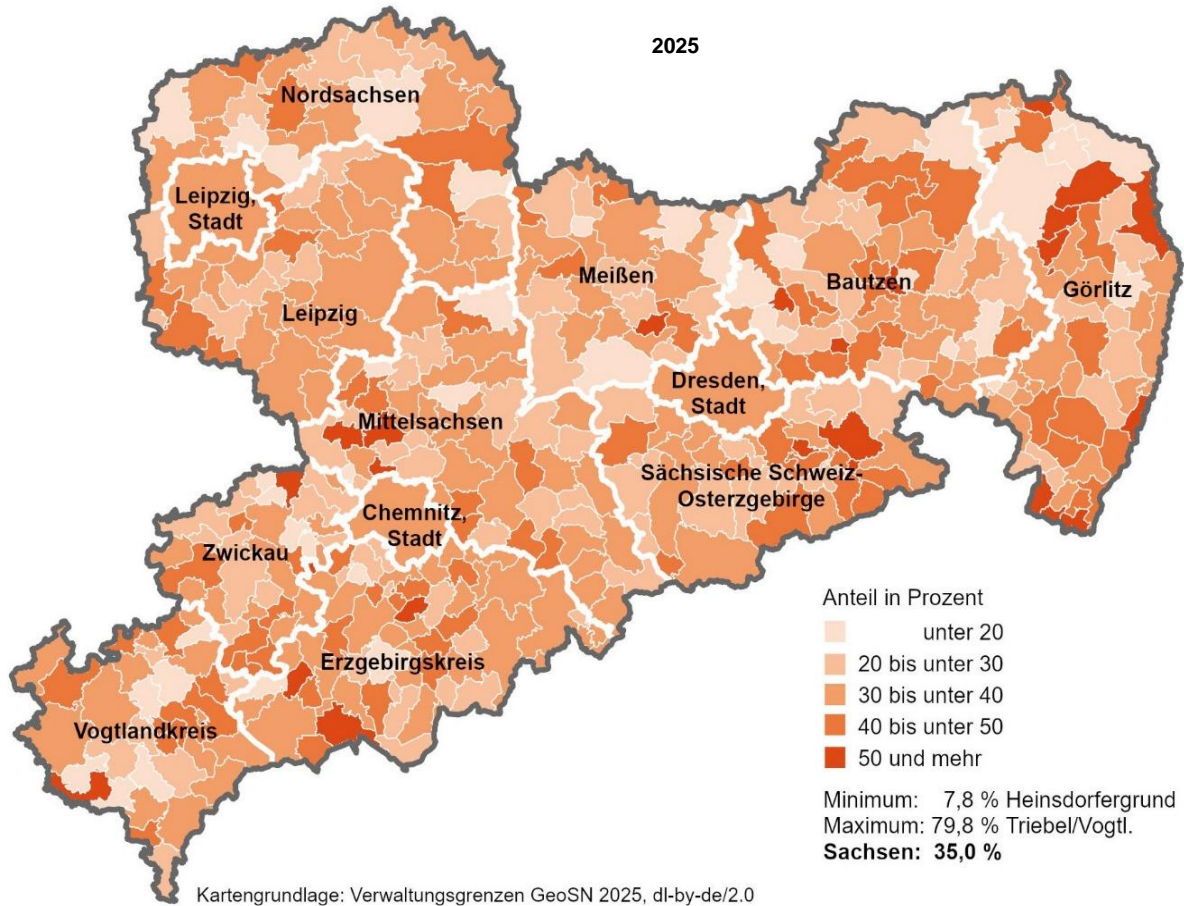 2025
Nordsachsen
Leipzig,
Stadt
Leipzig
Meißen
Bautzen
Görlitz
Dresden,
Stadt
Mittelsachsen
Sächsische Schweiz-
Osterzgebirge
Chemnitz,
Stadt
Zwickau
Erzgebirgskreis
Vogtlandkreis
Anteil in Prozent
unter 20
20 bis unter 30
30 bis unter 40
40 bis unter 50
50 und mehr
Minimum: 7,8 % Heinsdorfergrund
Maximum: 79,8 % Triebel/Vogtl.
Sachsen: 35,0 %
Kartengrundlage: Verwaltungsgrenzen GeoSN 2025, dl-by-de/2.0